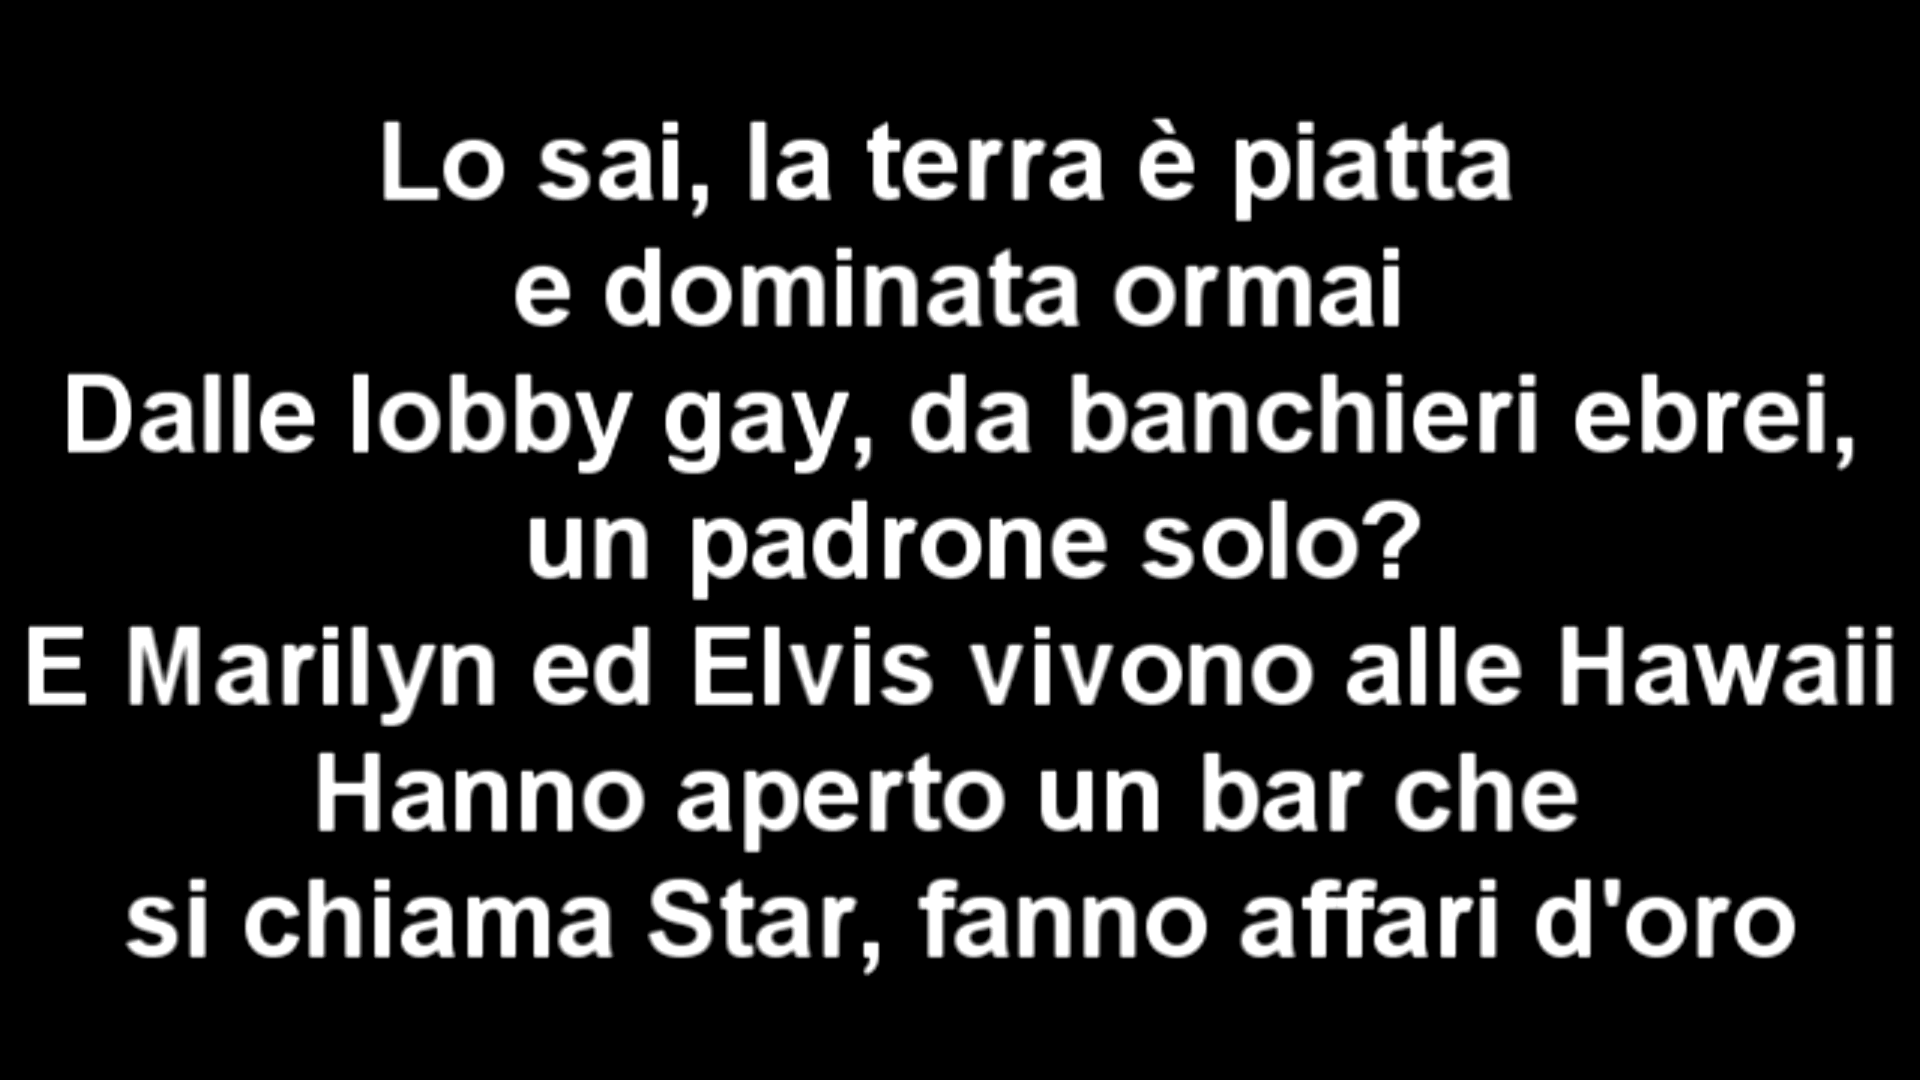 Lo sai, la terra è piatta
e dominata ormai
Dalle lobby gay, da banchieri ebrei,
un padrone solo?
E Marilyn ed Elvis vivono alle Hawaii
Hanno aperto un bar che
si chiama Star, fanno affari d'oro